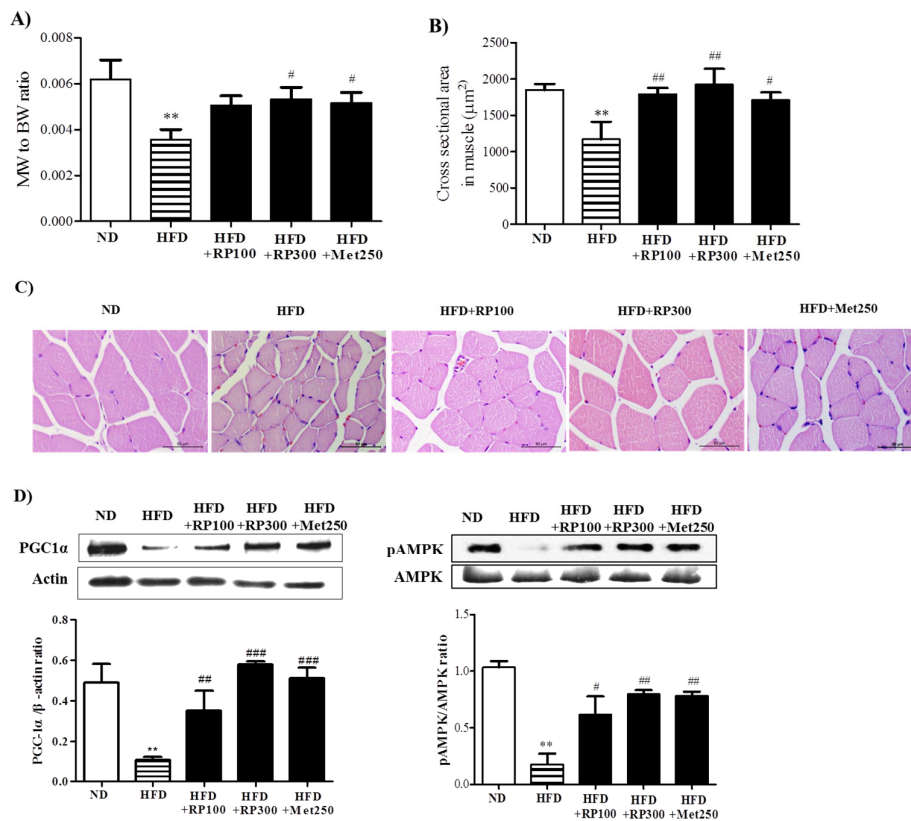 A)
MW to BW ratio
0.008
0.006
0.004
0.002
0.000
**
#
#
ND
HFD
HFD
+RP100
HFD
+RP300
HFD
+Met250
B)
Cross sectional area
in muscle (μm²)
2500
2000
1500
1000
500
0
**
##
##
#
ND
HFD
HFD
+RP100
HFD
+RP300
HFD
+Met250
C)
ND
HFD
HFD+RP100
HFD+RP300
HFD+Met250
D)
ND
HFD
HFD
+RP100
HFD
+RP300
HFD
+Met250
PGC1α
Actin
PGC-1α /β -actin ratio
0.8
0.6
0.4
0.2
0.0
**
##
###
###
ND
HFD
HFD
+RP100
HFD
+RP300
HFD
+Met250
ND
HFD
HFD
+RP100
HFD
+RP300
HFD
+Met250
pAMPK
AMPK
pAMPK/AMPK ratio
1.5
1.0
0.5
0.0
**
#
##
##
ND
HFD
HFD
+RP100
HFD
+RP300
HFD
+Met250